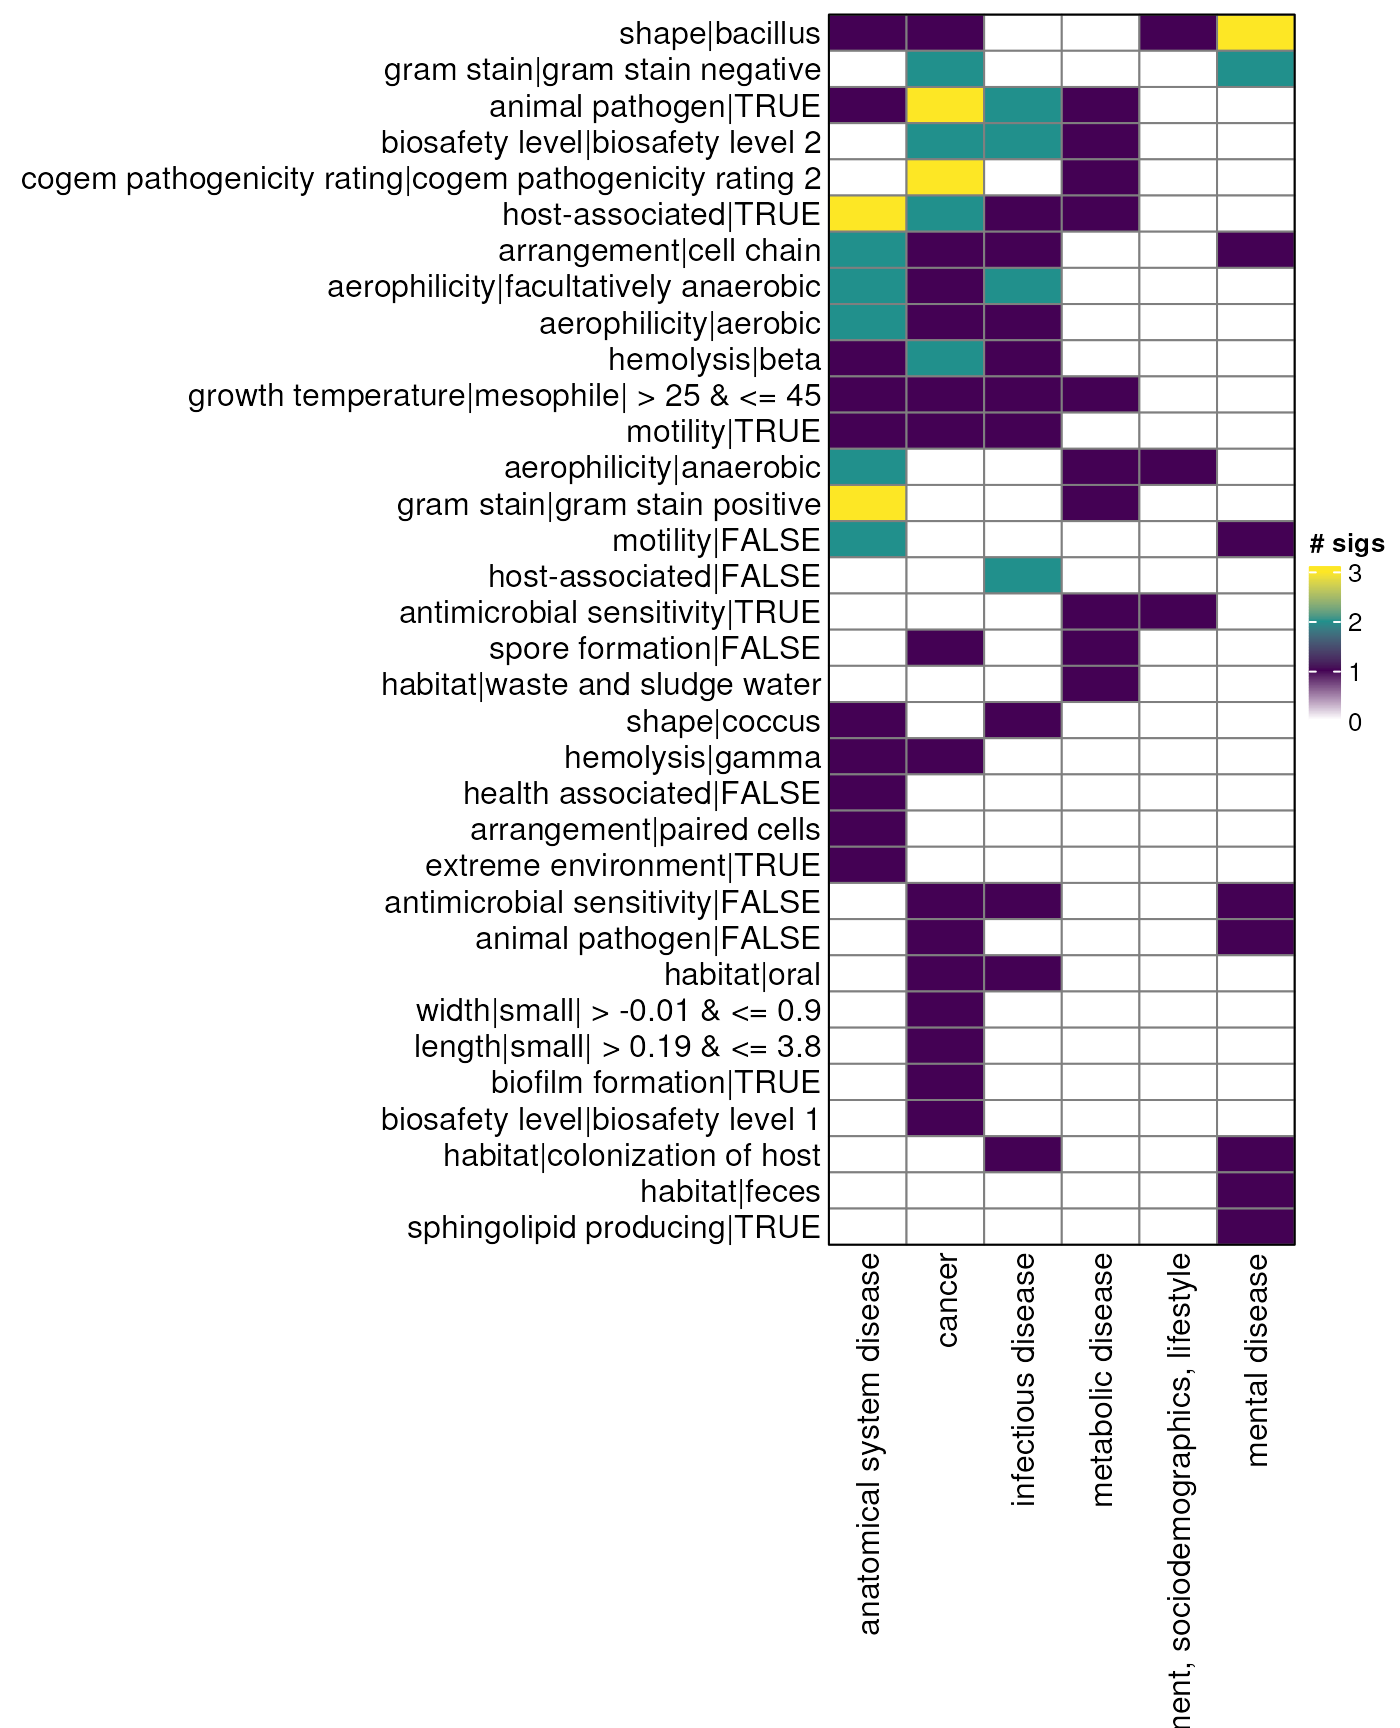 shape|bacillus
gram stain|gram stain negative
animal pathogen|TRUE
biosafety level|biosafety level 2
cogem pathogenicity rating|cogem pathogenicity rating 2
host-associated|TRUE
arrangement|cell chain
aerophilicity|facultatively anaerobic
aerophilicity|aerobic
hemolysis|beta
growth temperature|mesophile| > 25 & <= 45
motility|TRUE
aerophilicity|anaerobic
gram stain|gram stain positive
motility|FALSE
host-associated|FALSE
antimicrobial sensitivity|TRUE
spore formation|FALSE
habitat|waste and sludge water
shape|coccus
hemolysis|gamma
health associated|FALSE
arrangement|paired cells
extreme environment|TRUE
antimicrobial sensitivity|FALSE
animal pathogen|FALSE
habitat|oral
width|small| > -0.01 & <= 0.9
length|small| > 0.19 & <= 3.8
biofilm formation|TRUE
biosafety level|biosafety level 1
habitat|colonization of host
habitat|feces
sphingolipid producing|TRUE
# sigs
3
2
1
0
anatomical system disease
cancer
infectious disease
metabolic disease
nent, sociodemographics, lifestyle
mental disease